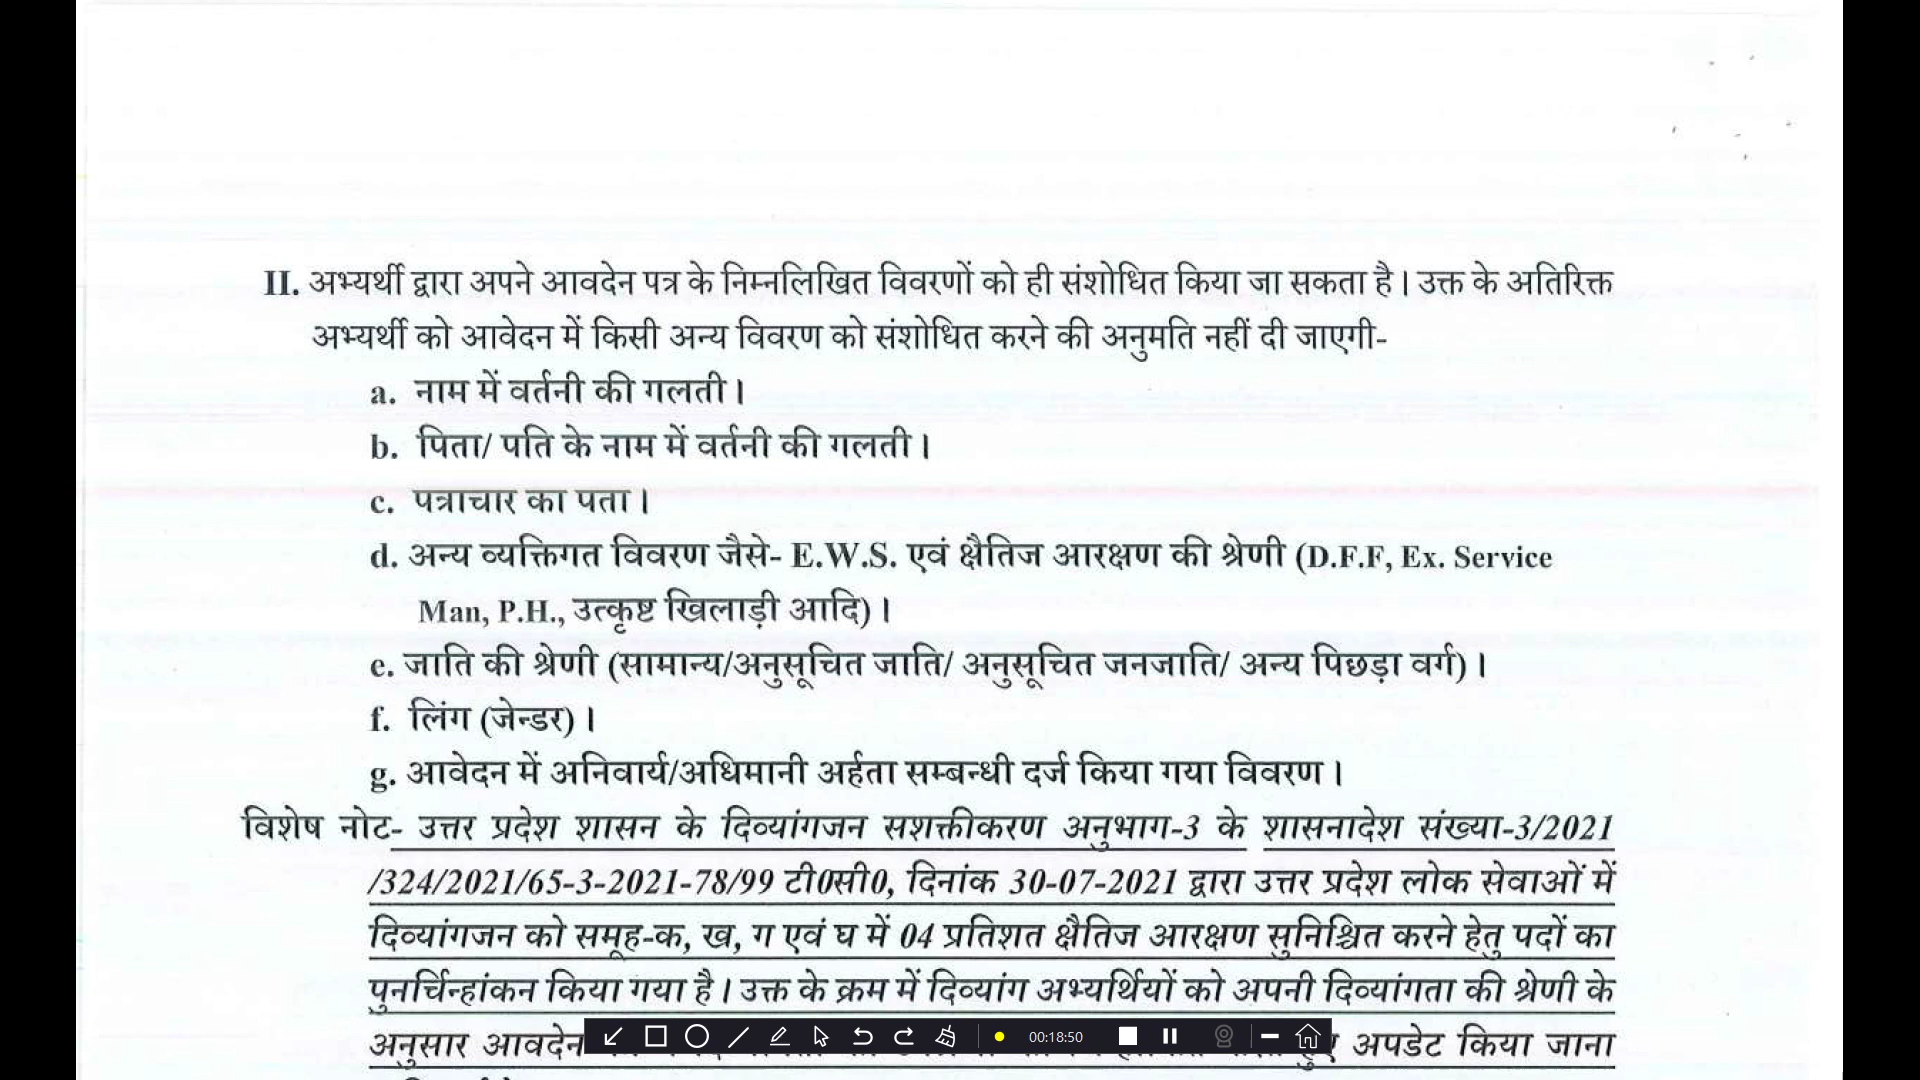 II. अभ्यर्थी द्वारा अपने आवदेन पत्र के निम्नलिखित विवरणों को ही संशोधित किया जा सकता है। उक्त के अतिरिक्त
अभ्यर्थी को आवेदन में किसी अन्य विवरण को संशोधित करने की अनुमति नहीं दी जाएगी-
a. नाम में वर्तनी की गलती।
b. पिता/ पति के नाम में वर्तनी की गलती।
c. पत्राचार का पता।
d. अन्य व्यक्तिगत विवरण जैसे- E.W.S. एवं क्षैतिज आरक्षण की श्रेणी (D.F.F, Ex. Service
Man, P.H., उत्कृष्ट खिलाड़ी आदि)।
e. जाति की श्रेणी (सामान्य/अनुसूचित जाति/ अनुसूचित जनजाति/ अन्य पिछड़ा वर्ग)।
f. लिंग (जेन्डर)।
g. आवेदन में अनिवार्य/अधिमानी अर्हता सम्बन्धी दर्ज किया गया विवरण।
विशेष नोट- उत्तर प्रदेश शासन के दिव्यांगजन सशक्तीकरण अनुभाग-3 के शासनादेश संख्या-3/2021
/324/2021/65-3-2021-78/99 टी0सी0, दिनांक 30-07-2021 द्वारा उत्तर प्रदेश लोक सेवाओं में
दिव्यांगजन को समूह-क, ख, ग एवं घ में 04 प्रतिशत क्षैतिज आरक्षण सुनिश्चित करने हेतु पदों का
पुनर्चिन्हांकन किया गया है। उक्त के क्रम में दिव्यांग अभ्यर्थियों को अपनी दिव्यांगता की श्रेणी के
अनुसार आवदेन अपडेट किया जाना
00:18:50